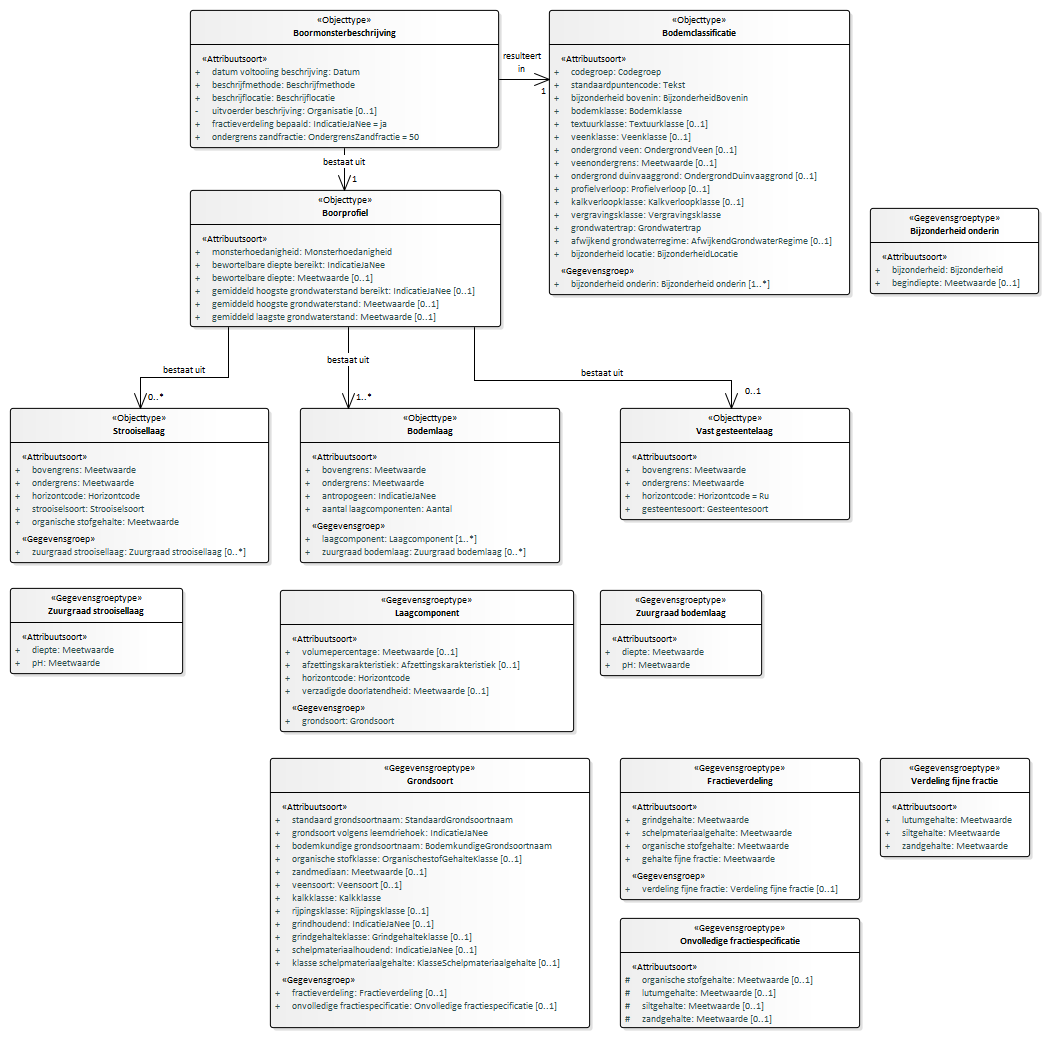 «Objecttype»
Boormonsterbeschrijving
«Attribuutsoort»
+ datum voltooiing beschrijving: Datum
+ beschrijfmethode: Beschrijfmethode
+ beschrijflocatie: Beschrijflocatie
- uitvoerder beschrijving: Organisatie [0..1]
+ fractieverdeling bepaald: IndicatieJaNee = ja
+ ondergrens zandfractie: OndergrensZandfractie = 50
resulteert
in
1
«Objecttype»
Bodemclassificatie
«Attribuutsoort»
+ codegroep: Codegroep
+ standaardpuntencode: Tekst
+ bijzonderheid bovenin: BijzonderheidBovenin
+ bodemklasse: Bodemklasse
+ textuurklasse: Textuurklasse [0..1]
+ veenklasse: Veenklasse [0..1]
+ ondergrond veen: OndergrondVeen [0..1]
+ veenondergrens: Meetwaarde [0..1]
+ ondergrond duinvaaggrond: OndergrondDuinvaaggrond [0..1]
+ profielverloop: Profielverloop [0..1]
+ kalkverloopklasse: Kalkverloopklasse [0..1]
+ vergravingsklasse: Vergravingsklasse
+ grondwatertrap: Grondwatertrap
+ afwijkend grondwaterregime: AfwijkendGrondwaterRegime [0..1]
+ bijzonderheid locatie: BijzonderheidLocatie
«Gegevensgroep»
+ bijzonderheid onderin: Bijzonderheid onderin [1..*]
«Gegevensgroeptype»
Bijzonderheid onderin
«Attribuutsoort»
+ bijzonderheid: Bijzonderheid
+ begindiepte: Meetwaarde [0..1]
bestaat uit
1
«Objecttype»
Boorprofiel
«Attribuutsoort»
+ monsterhoedanigheid: Monsterhoedanigheid
+ bewortelbare diepte bereikt: IndicatieJaNee
+ bewortelbare diepte: Meetwaarde [0..1]
+ gemiddeld hoogste grondwaterstand bereikt: IndicatieJaNee [0..1]
+ gemiddeld hoogste grondwaterstand: Meetwaarde [0..1]
+ gemiddeld laagste grondwaterstand: Meetwaarde [0..1]
bestaat uit
0..*
bestaat uit
1..*
bestaat uit
0..1
«Objecttype»
Strooisellaag
«Attribuutsoort»
+ bovengrens: Meetwaarde
+ ondergrens: Meetwaarde
+ horizontcode: Horizontcode
+ strooiselsoort: Strooiselsoort
+ organische stofgehalte: Meetwaarde
«Gegevensgroep»
+ zuurgraad strooisellaag: Zuurgraad strooisellaag [0..*]
«Objecttype»
Bodemlaag
«Attribuutsoort»
+ bovengrens: Meetwaarde
+ ondergrens: Meetwaarde
+ antropogeen: IndicatieJaNee
+ aantal laagcomponenten: Aantal
«Gegevensgroep»
+ laagcomponent: Laagcomponent [1..*]
+ zuurgraad bodemlaag: Zuurgraad bodemlaag [0..*]
«Objecttype»
Vast gesteentelaag
«Attribuutsoort»
+ bovengrens: Meetwaarde
+ ondergrens: Meetwaarde
+ horizontcode: Horizontcode = Ru
+ gesteentesoort: Gesteentesoort
«Gegevensgroeptype»
Zuurgraad strooisellaag
«Attribuutsoort»
+ diepte: Meetwaarde
+ pH: Meetwaarde
«Gegevensgroeptype»
Laagcomponent
«Attribuutsoort»
+ volumepercentage: Meetwaarde [0..1]
+ afzettingskarakteristiek: Afzettingskarakteristiek [0..1]
+ horizontcode: Horizontcode
+ verzadigde doorlatendheid: Meetwaarde [0..1]
«Gegevensgroep»
+ grondsoort: Grondsoort
«Gegevensgroeptype»
Zuurgraad bodemlaag
«Attribuutsoort»
+ diepte: Meetwaarde
+ pH: Meetwaarde
«Gegevensgroeptype»
Grondsoort
«Attribuutsoort»
+ standaard grondsoortnaam: StandaardGrondsoortnaam
+ grondsoort volgens leemdriehoek: IndicatieJaNee
+ bodemkundige grondsoortnaam: BodemkundigeGrondsoortnaam
+ organische stofklasse: OrganischestofGehalteKlasse [0..1]
+ zandmediaan: Meetwaarde [0..1]
+ veensoort: Veensoort [0..1]
+ kalkklasse: Kalkklasse
+ rijpingsklasse: Rijpingsklasse [0..1]
+ grindhoudend: IndicatieJaNee [0..1]
+ grindgehalteklasse: Grindgehalteklasse [0..1]
+ schelpmateriaalhoudend: IndicatieJaNee [0..1]
+ klasse schelpmateriaalgehalte: KlasseSchelpmateriaalgehalte [0..1]
«Gegevensgroep»
+ fractieverdeling: Fractieverdeling [0..1]
+ onvolledige fractiespecificatie: Onvolledige fractiespecificatie [0..1]
«Gegevensgroeptype»
Fractieverdeling
«Attribuutsoort»
+ grindgehalte: Meetwaarde
+ schelpmateriaalgehalte: Meetwaarde
+ organische stofgehalte: Meetwaarde
+ gehalte fijne fractie: Meetwaarde
«Gegevensgroep»
+ verdeling fijne fractie: Verdeling fijne fractie [0..1]
«Gegevensgroeptype»
Verdeling fijne fractie
«Attribuutsoort»
+ lutumgehalte: Meetwaarde
+ siltgehalte: Meetwaarde
+ zandgehalte: Meetwaarde
«Gegevensgroeptype»
Onvolledige fractiespecificatie
«Attribuutsoort»
# organische stofgehalte: Meetwaarde [0..1]
# lutumgehalte: Meetwaarde [0..1]
# siltgehalte: Meetwaarde [0..1]
# zandgehalte: Meetwaarde [0..1]